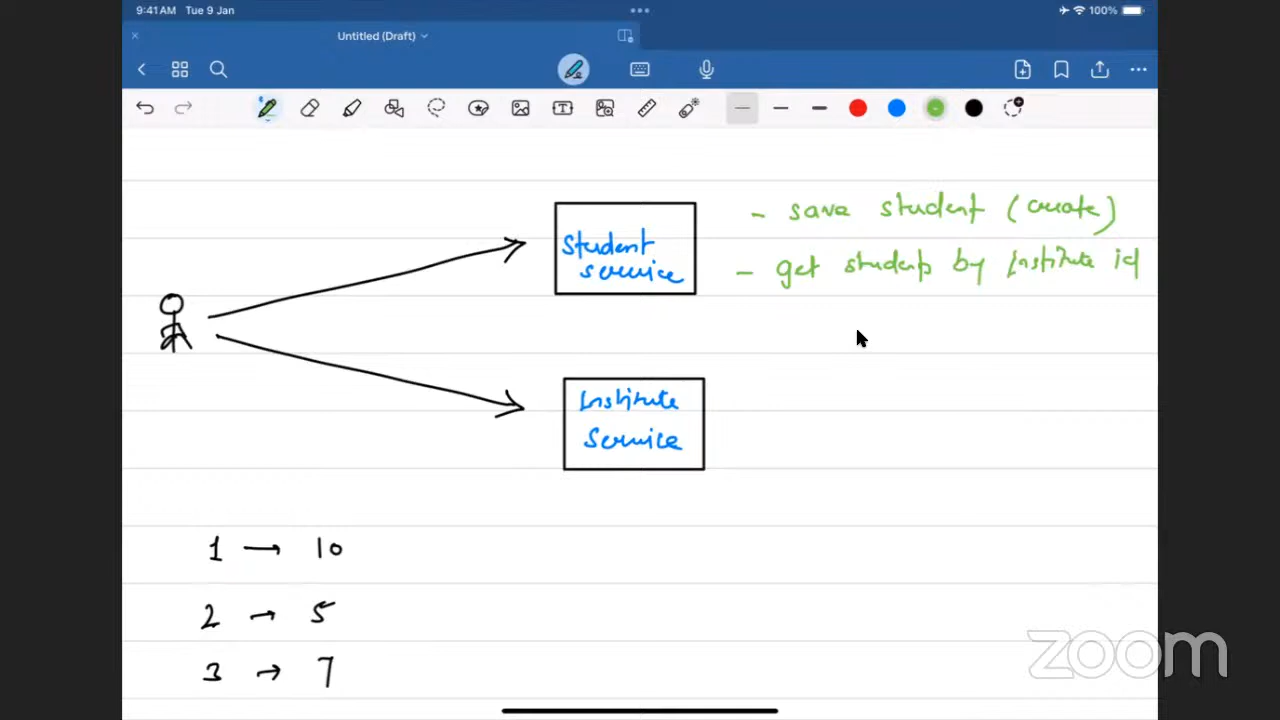 9:41 AM Tue 9 Jan
100%
Untitled (Draft)
- save student (create)
Student
service
- get students by institute id
Institute
Service
1 → 10
2 → 5
3 → 7
zoom